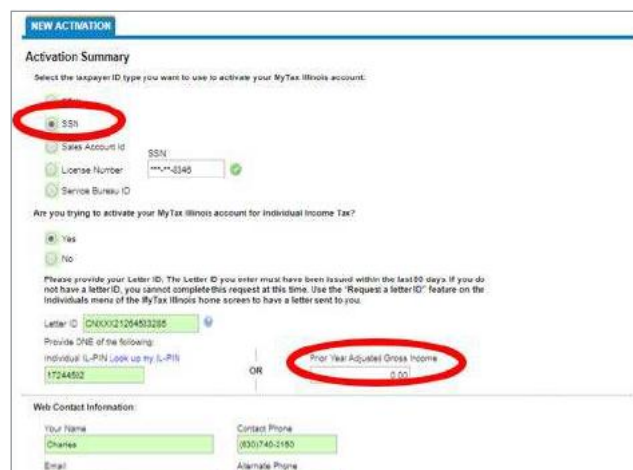 NEW ACTIVATION
Activation Summary
Select the taxpayer ID type you want to use to activate your MyTax Illinois account:
SSN
Sales Account Id
SSN
License Number
***-**-8346
Service Bureau ID
Are you trying to activate your MyTax Illinois account for Individual Income Tax?
Yes
No
Please provide your Letter ID. The Letter ID you enter must have been issued within the last 90 days. If you do
not have a letter ID, you cannot complete this request at this time. Use the "Request a letter ID" feature on the
Individuals menu of the MyTax Illinois home screen to have a letter sent to you.
Letter ID
Provide ONE of the following:
Individual IL-PIN Look up my IL-PIN
OR
Prior Year Adjusted Gross Income
0.00
Web Contact Information:
Your Name
Contact Phone
Charles
(630)740-2160
Email
Alternate Phone